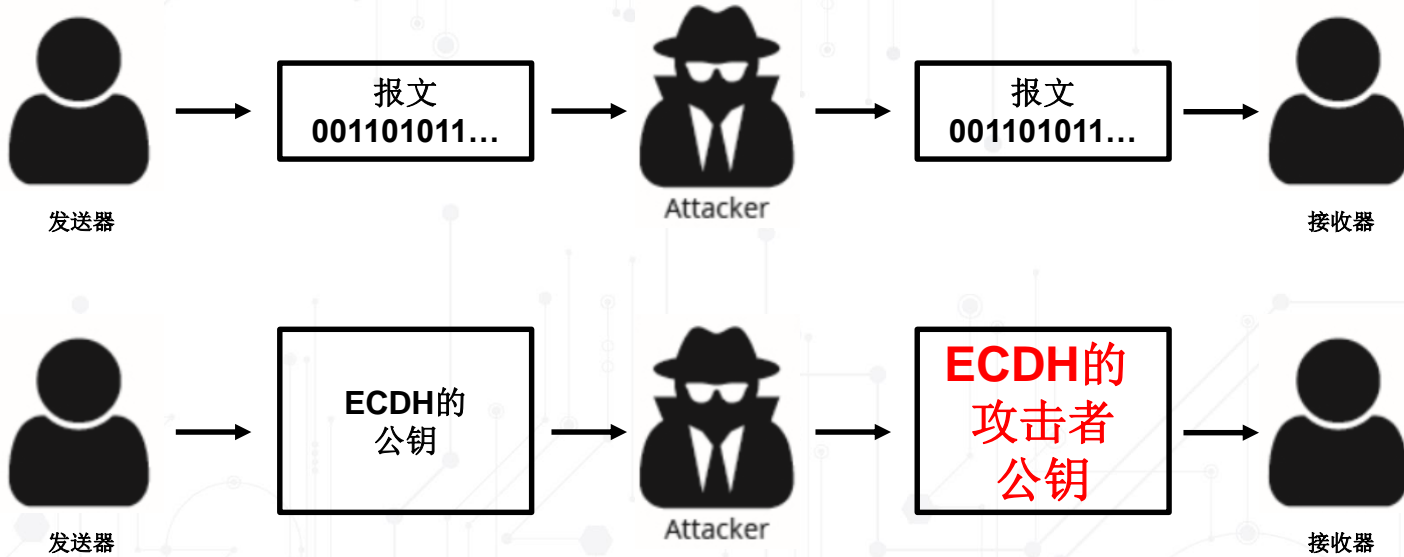 报文
001101011…
报文
001101011…
Attacker
发送器
接收器
ECDH的
公钥
ECDH的
攻击者
公钥
Attacker
发送器
接收器